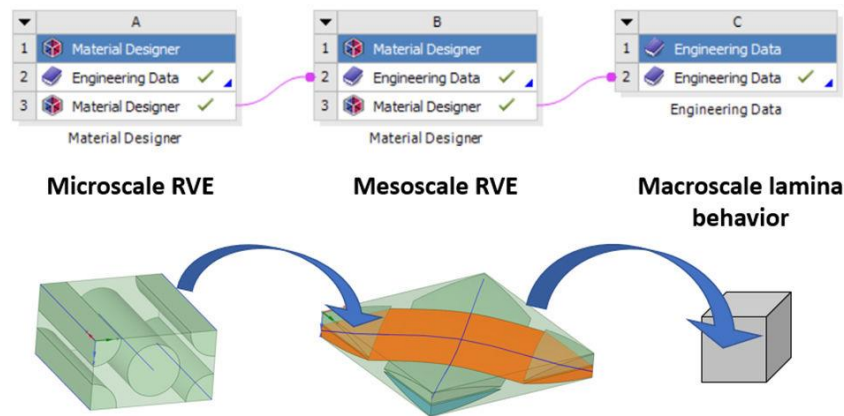 A
1 Material Designer
2 Engineering Data
3 Material Designer
Material Designer
B
1 Material Designer
2 Engineering Data
3 Material Designer
Material Designer
C
1 Engineering Data
2 Engineering Data
Engineering Data
Microscale RVE
Mesoscale RVE
Macroscale lamina
behavior